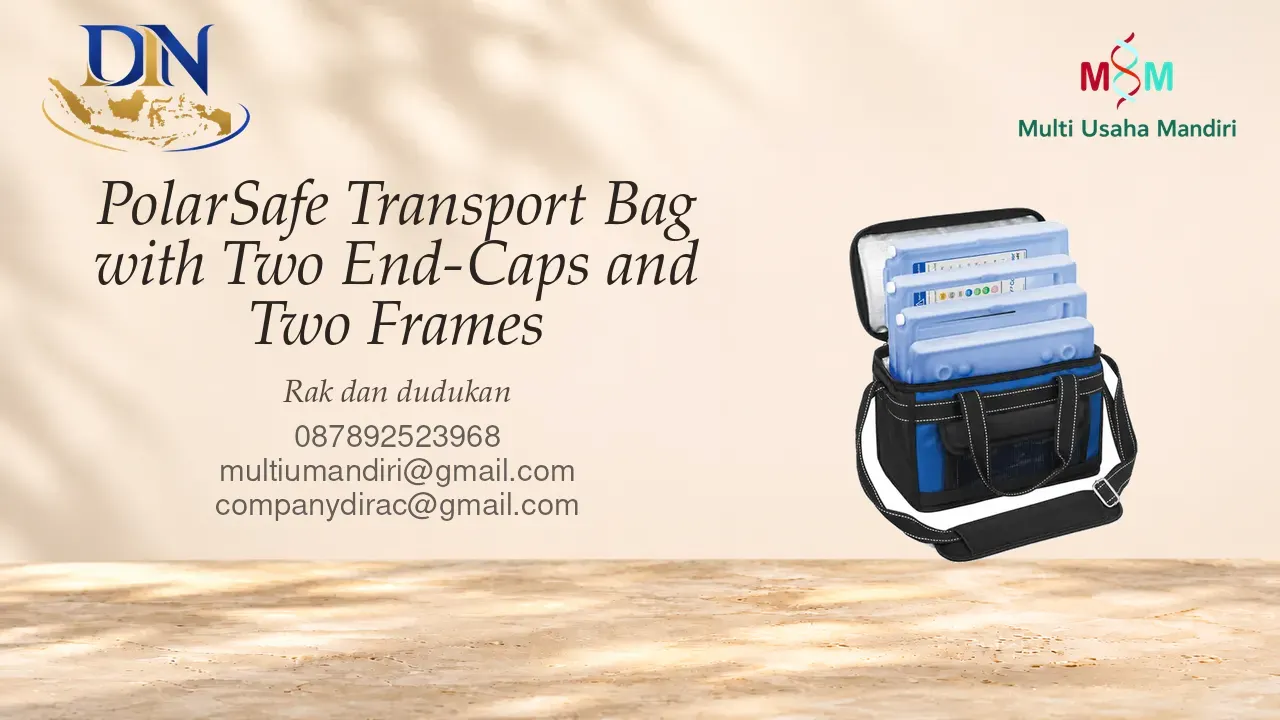 DIN
M M
Multi Usaha Mandiri
PolarSafe Transport Bag
with Two End-Caps and
Two Frames
Rak dan dudukan
087892523968
multiumandiri@gmail.com
companydirac@gmail.com